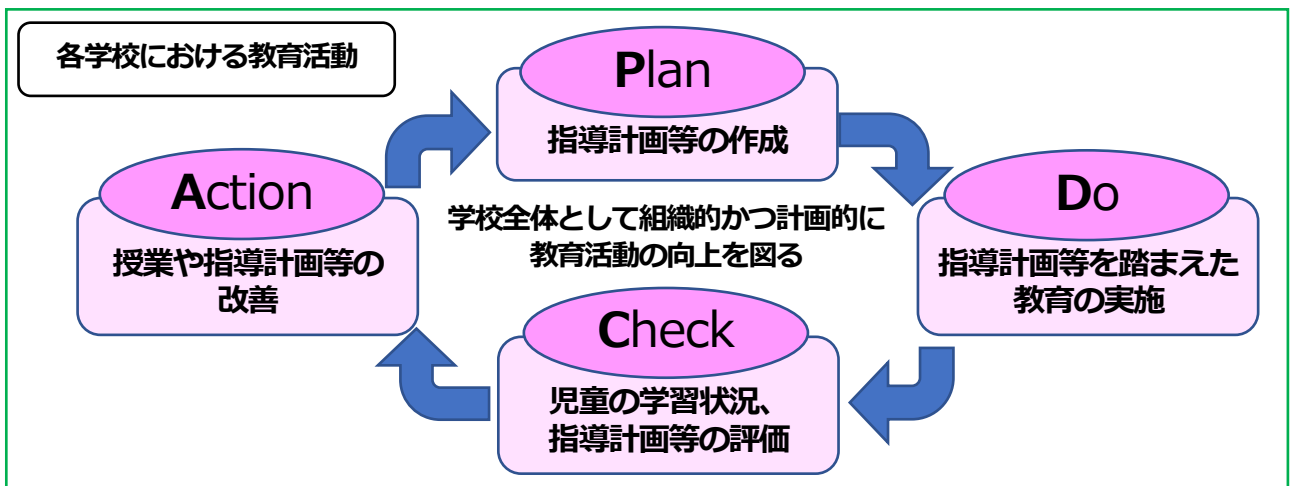 各学校における教育活動
Plan
指導計画等の作成
Action
授業や指導計画等の
改善
学校全体として組織的かつ計画的に
教育活動の向上を図る
Do
指導計画等を踏まえた
教育の実施
Check
児童の学習状況、
指導計画等の評価